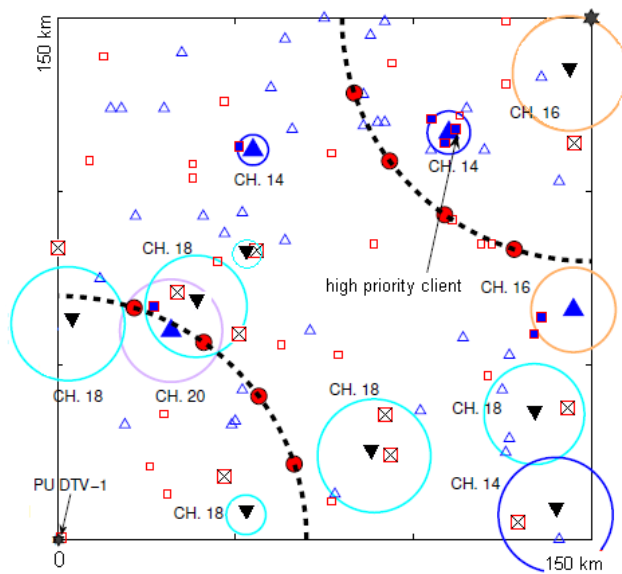 150 km
CH. 16
CH. 14
CH. 14
CH. 18
high priority client
CH. 16
CH. 18
CH. 20
CH. 18
CH. 18
CH. 14
PU DTV-1
CH. 18
0
150 km